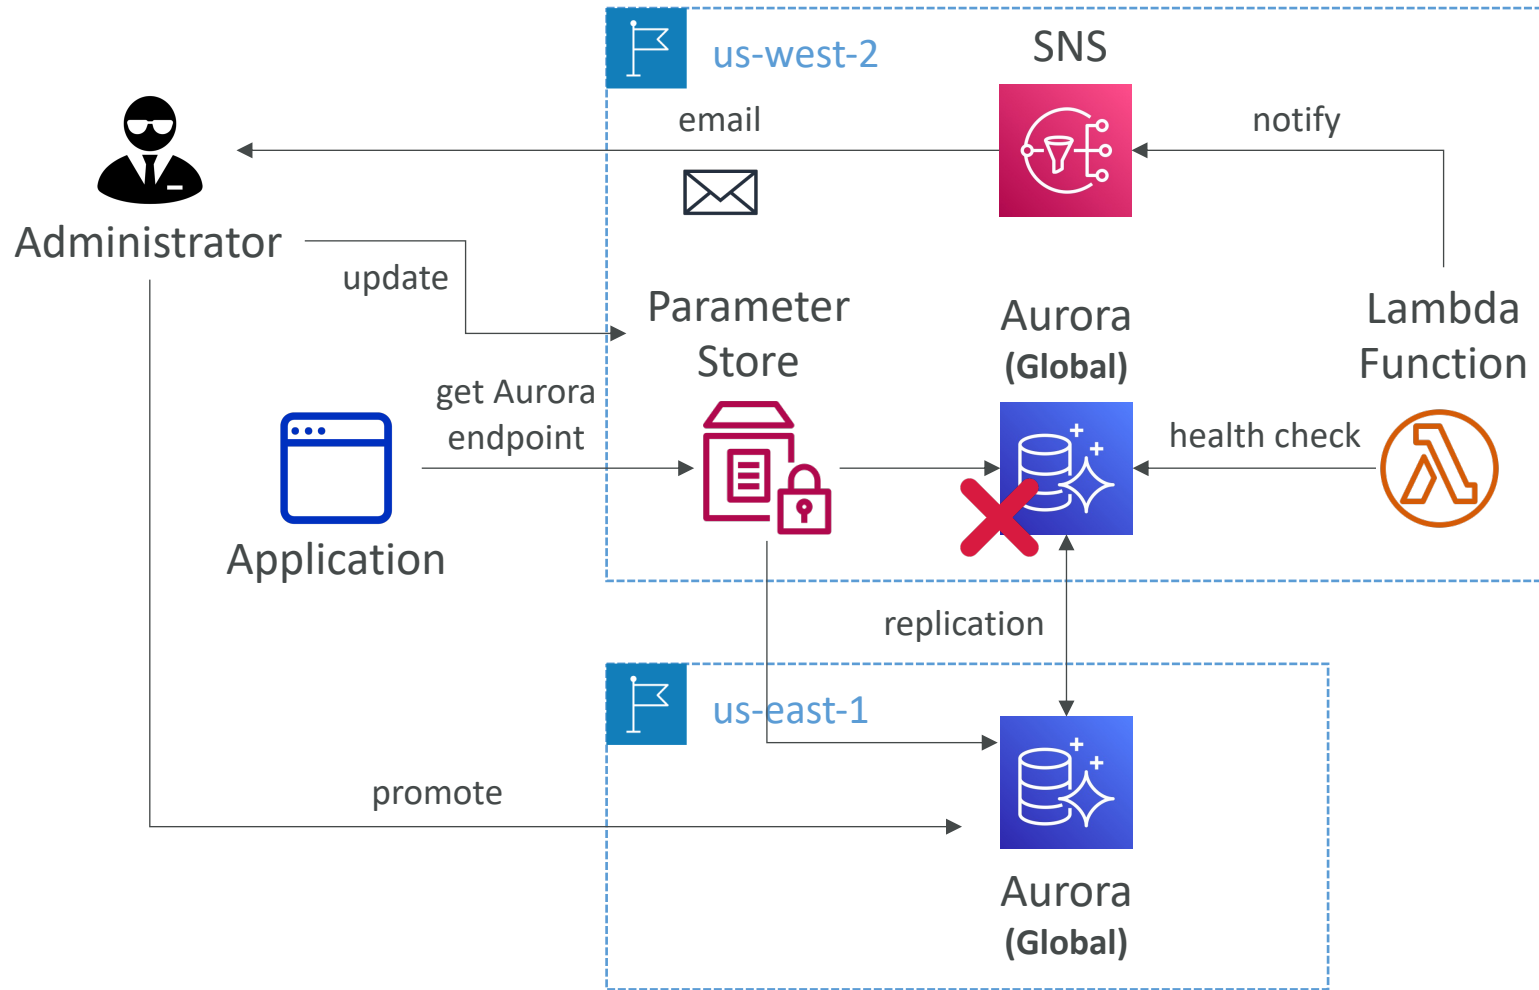 us-west-2
SNS
email
notify
Administrator
update
Parameter
Store
Aurora
(Global)
Lambda
Function
get Aurora
endpoint
health check
Application
replication
us-east-1
promote
Aurora
(Global)